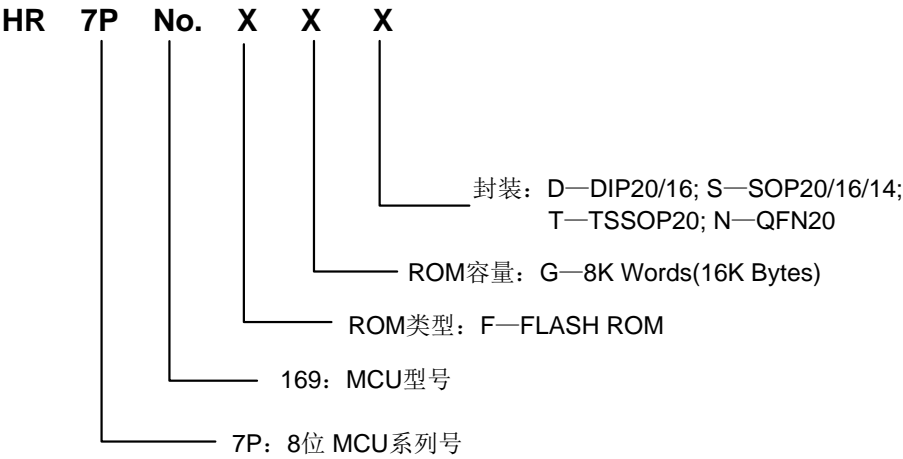 HR 7P No. X X X
封装：D—DIP20/16; S—SOP20/16/14;
T—TSSOP20; N—QFN20
ROM容量：G—8K Words(16K Bytes)
ROM类型：F—FLASH ROM
169：MCU型号
7P：8位 MCU系列号